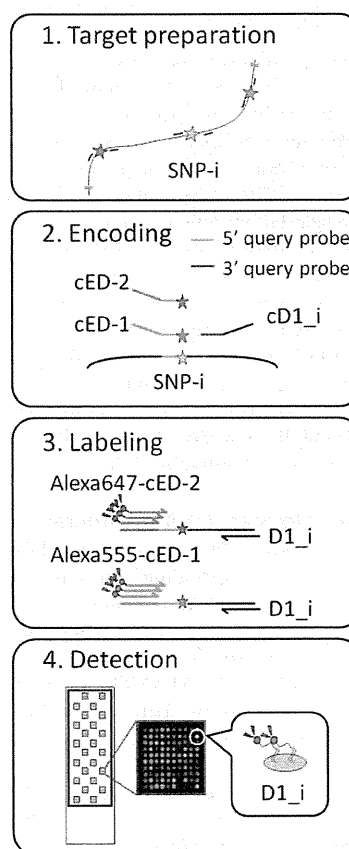 1. Target preparation
SNP-i
2. Encoding
5' query probe
3' query probe
cED-2
cED-1
cD1_i
SNP-i
3. Labeling
Alexa647-cED-2
D1_i
Alexa555-cED-1
D1_i
4. Detection
D1_i